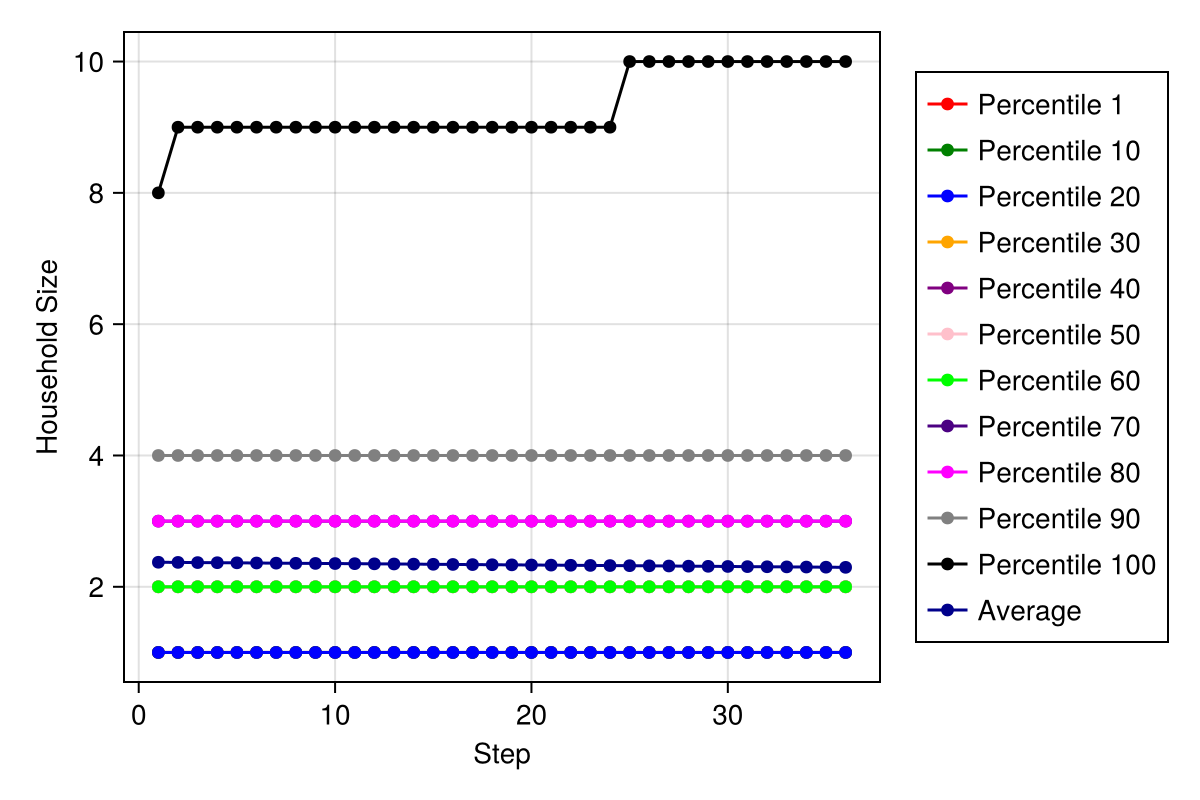 10
8
6
4
2
Household Size
0 10 20 30
Step
Percentile 1
Percentile 10
Percentile 20
Percentile 30
Percentile 40
Percentile 50
Percentile 60
Percentile 70
Percentile 80
Percentile 90
Percentile 100
Average